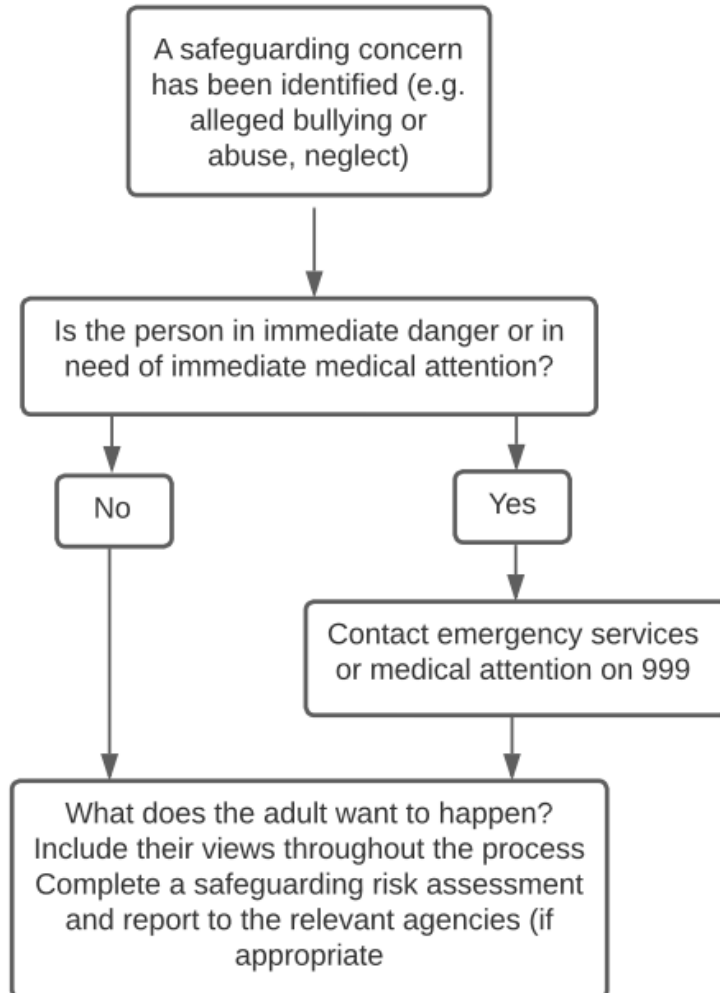 A safeguarding concern
has been identified (e.g.
alleged bullying or
abuse, neglect)
Is the person in immediate danger or in
need of immediate medical attention?
No
Yes
Contact emergency services
or medical attention on 999
What does the adult want to happen?
Include their views throughout the process
Complete a safeguarding risk assessment
and report to the relevant agencies (if
appropriate